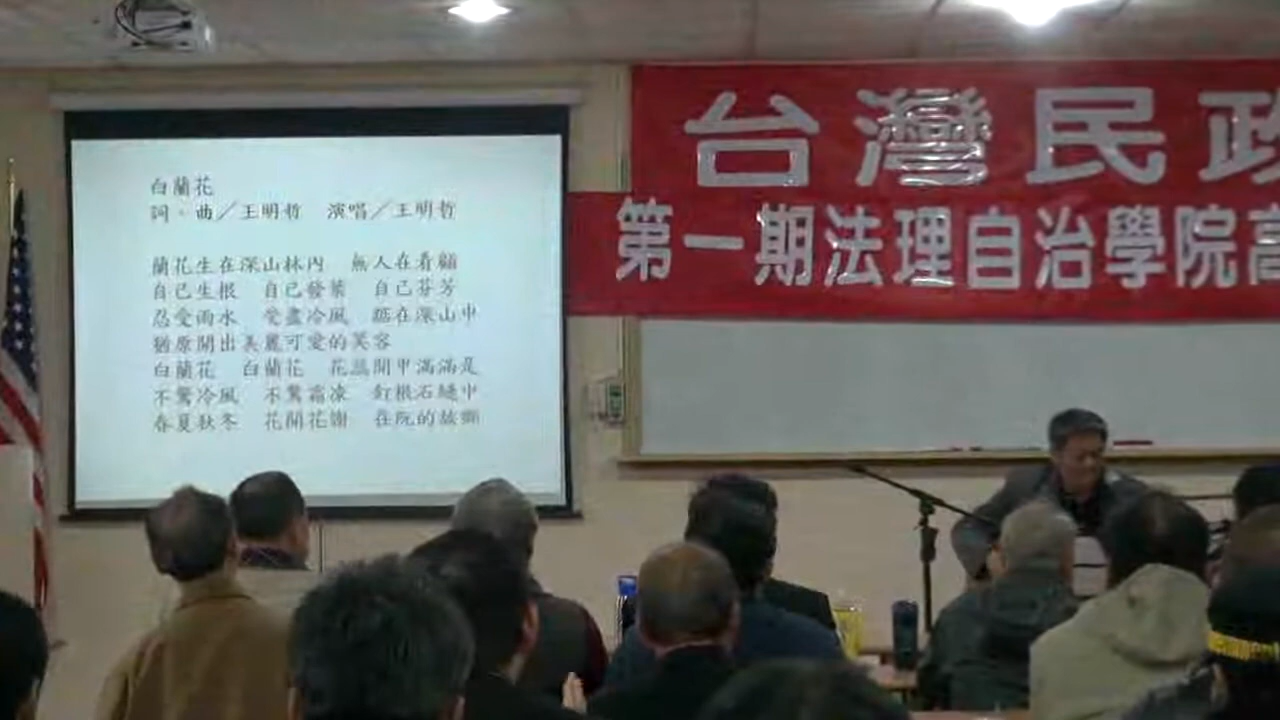 白蘭花
詞、曲／王明哲　演唱／王明哲
蘭花生在深山林內　無人在看顧
自己生根　自己發葉　自己芬芳
忍受雨水　受盡冷風　踮在深山中
猶原開出美麗可愛的笑容
白蘭花　白蘭花　花蕊開甲滿滿是
不驚冷風　不驚霜凍　釘根石縫中
春夏秋冬　花開花謝　在阮的故鄉
台灣民政
第一期法理自治學院高